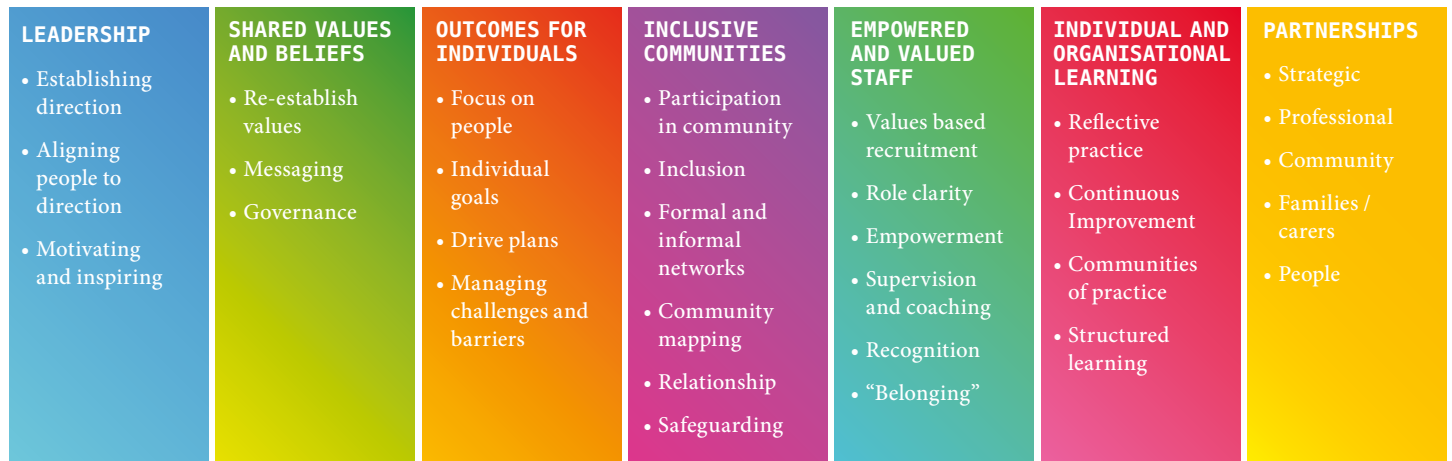 LEADERSHIP
• Establishing
direction
• Aligning
people to
direction
• Motivating
and inspiring
SHARED VALUES
AND BELIEFS
• Re-establish
values
• Messaging
• Governance
OUTCOMES FOR
INDIVIDUALS
• Focus on
people
• Individual
goals
• Drive plans
• Managing
challenges and
barriers
INCLUSIVE
COMMUNITIES
• Participation
in community
• Inclusion
• Formal and
informal
networks
• Community
mapping
• Relationship
• Safeguarding
EMPOWERED
AND VALUED
STAFF
• Values based
recruitment
• Role clarity
• Empowerment
• Supervision
and coaching
• Recognition
• “Belonging”
INDIVIDUAL AND
ORGANISATIONAL
LEARNING
• Reflective
practice
• Continuous
Improvement
• Communities
of practice
• Structured
learning
PARTNERSHIPS
• Strategic
• Professional
• Community
• Families /
carers
• People